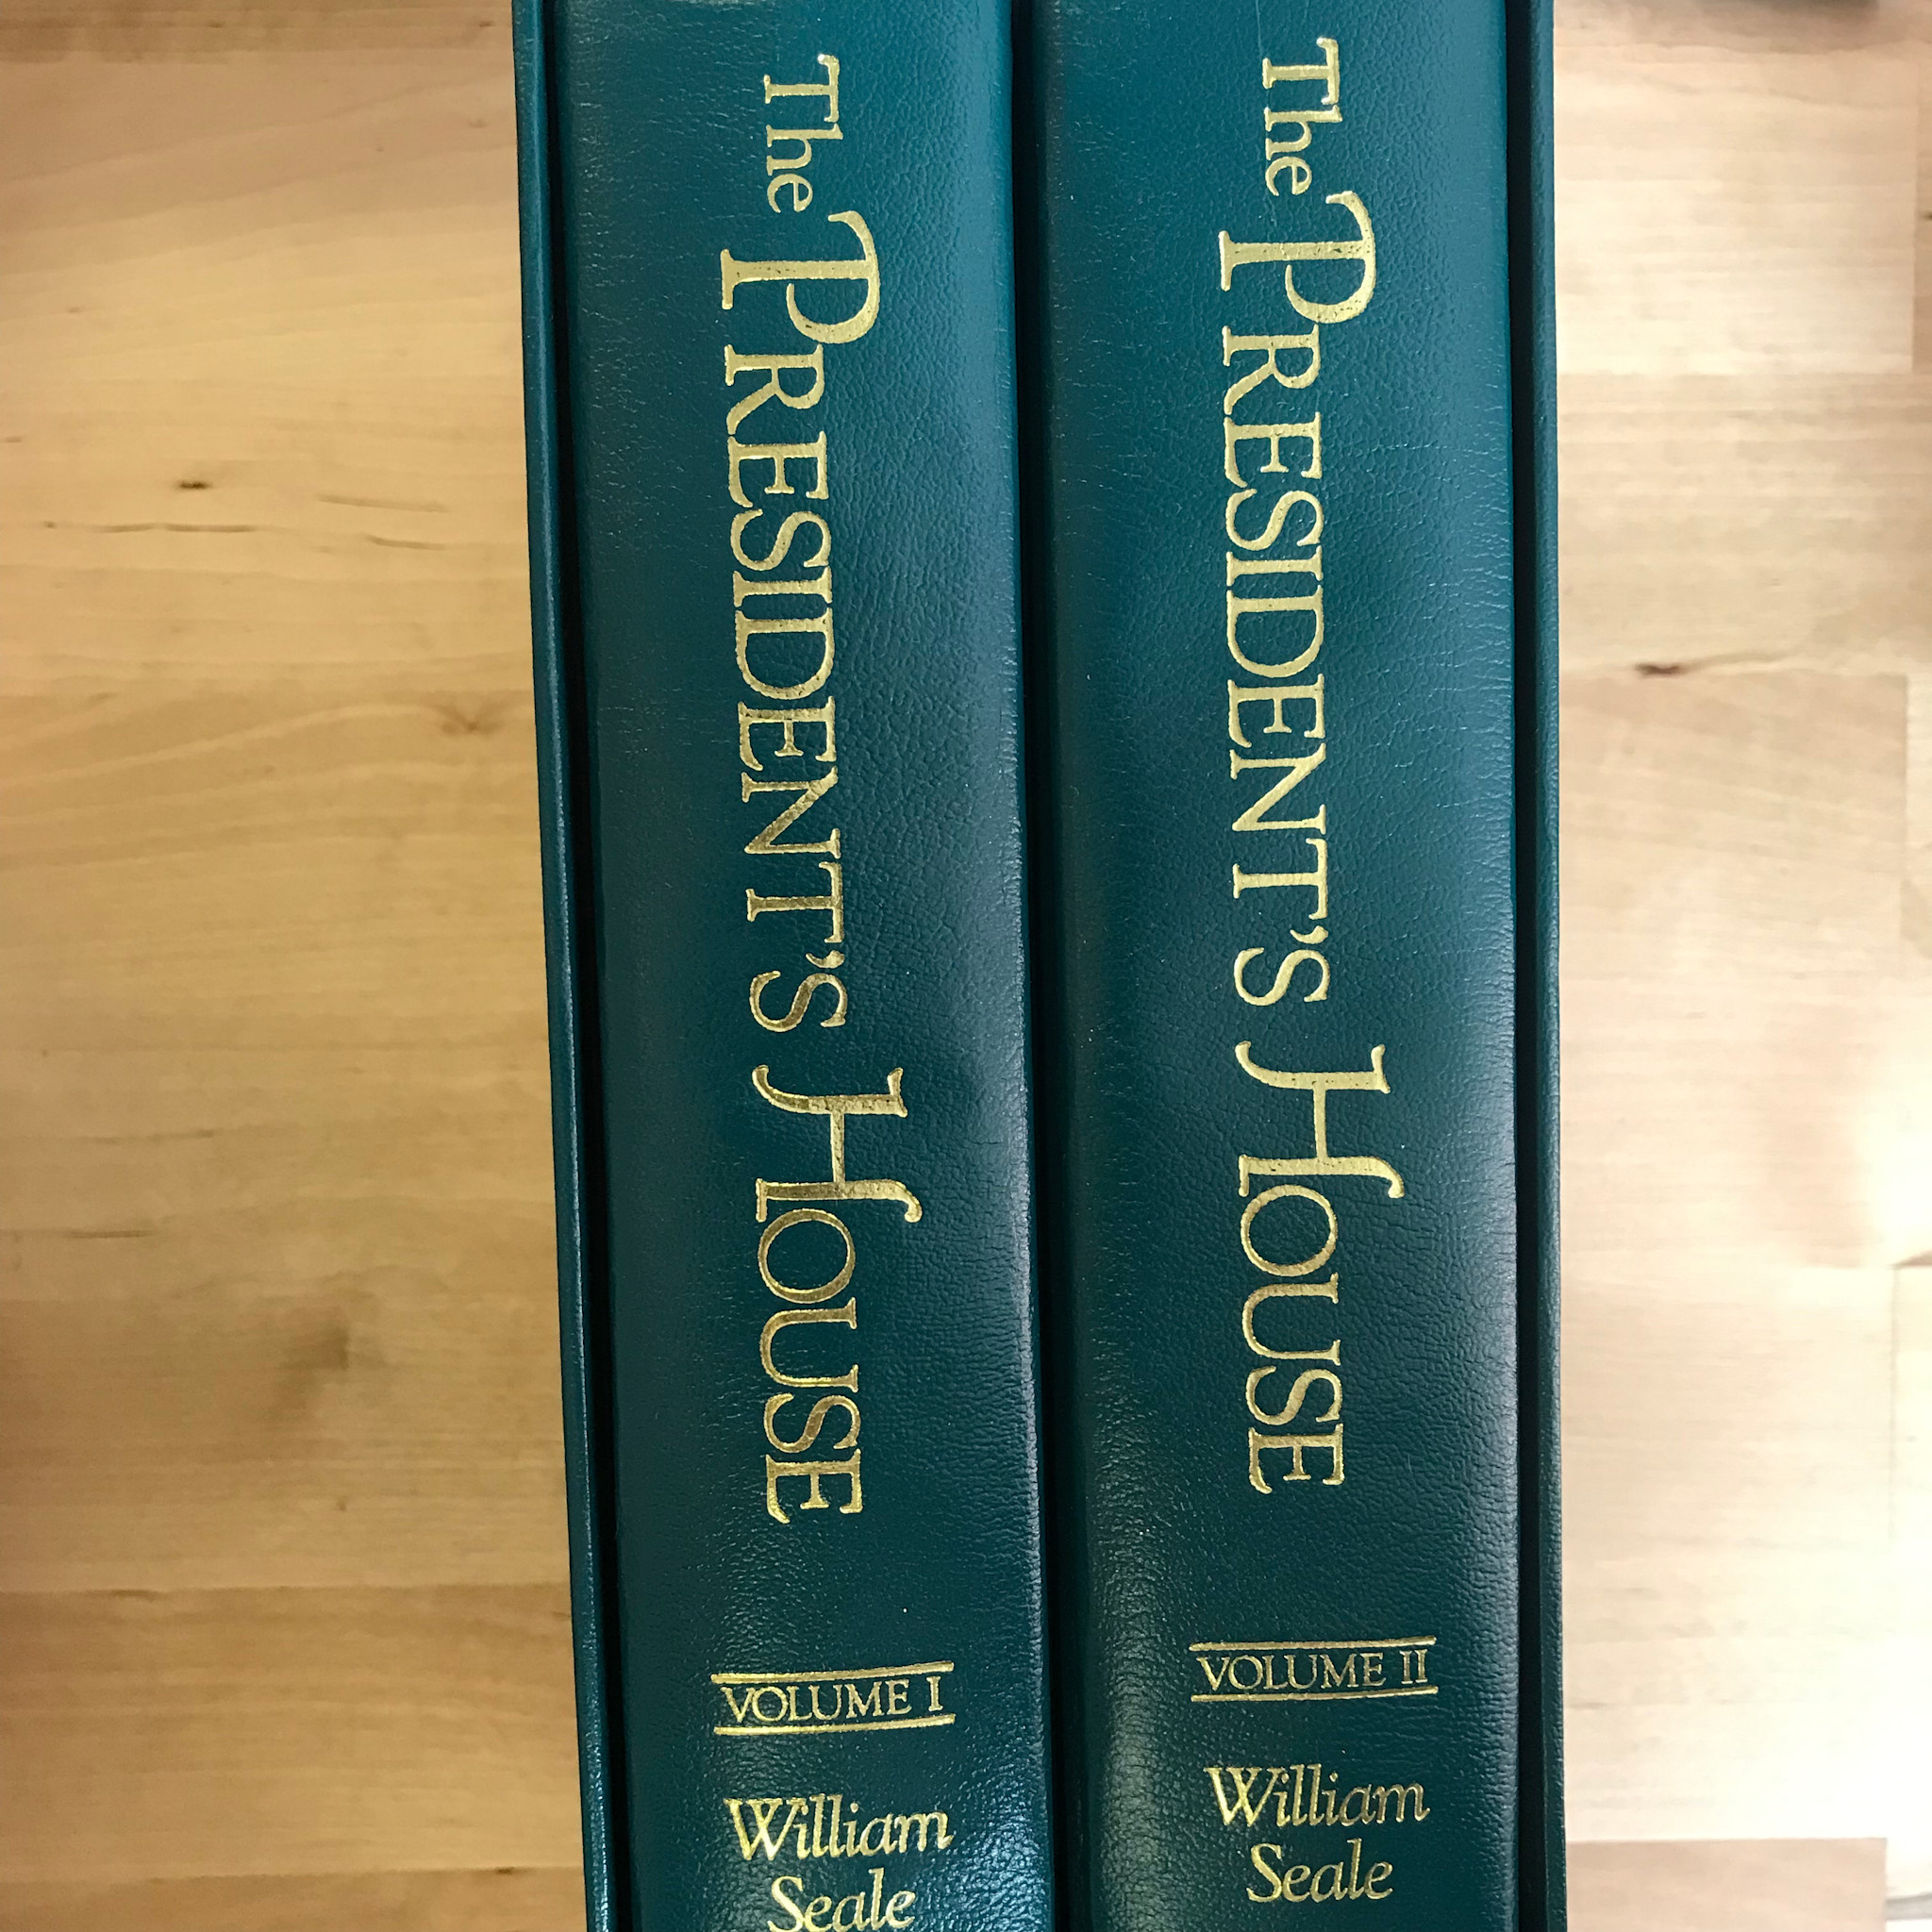 The PRESIDENT'S HOUSE
VOLUME I
William
Seale
The PRESIDENT'S HOUSE
VOLUME II
William
Seale